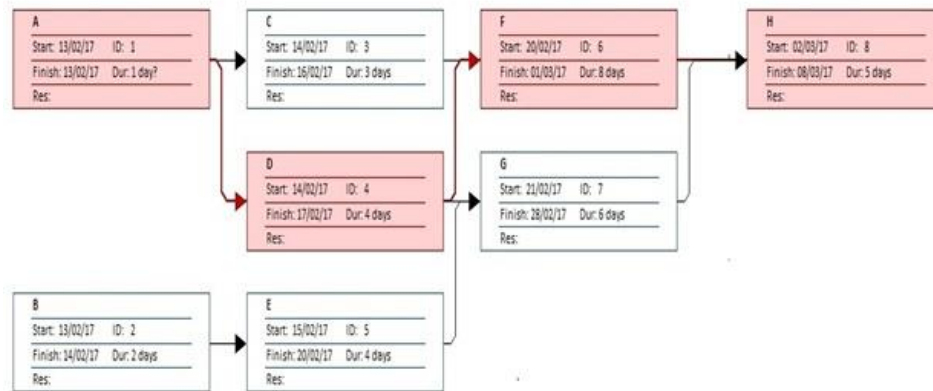 A
Start: 13/02/17 ID: 1
Finish: 13/02/17 Dur: 1 day?
Res:
C
Start: 14/02/17 ID: 3
Finish: 16/02/17 Dur: 3 days
Res:
F
Start: 20/02/17 ID: 6
Finish: 01/03/17 Dur: 8 days
Res:
H
Start: 02/03/17 ID: 8
Finish: 08/03/17 Dur: 5 days
Res:
D
Start: 14/02/17 ID: 4
Finish: 17/02/17 Dur: 4 days
Res:
G
Start: 21/02/17 ID: 7
Finish: 28/02/17 Dur: 6 days
Res:
B
Start: 13/02/17 ID: 2
Finish: 14/02/17 Dur: 2 days
Res:
E
Start: 15/02/17 ID: 5
Finish: 20/02/17 Dur: 4 days
Res: